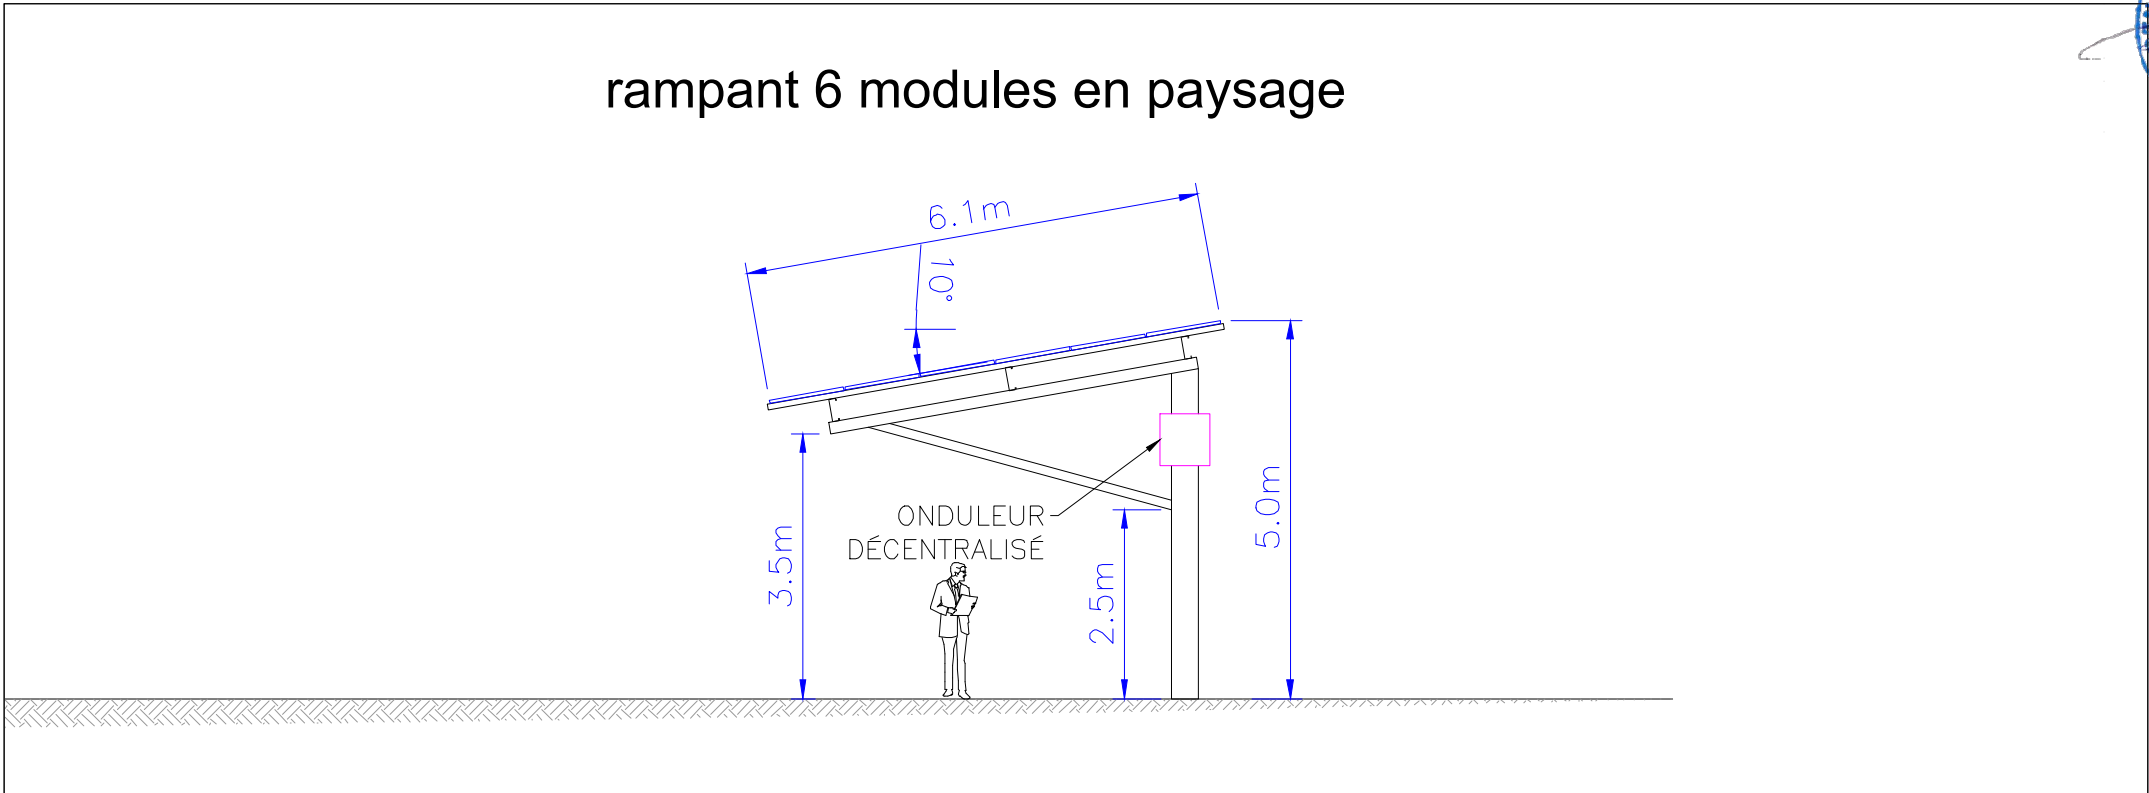 rampant 6 modules en paysage
6.1m
10°
3.5m
ONDULEUR
DÉCENTRALISÉ
2.5m
5.0m